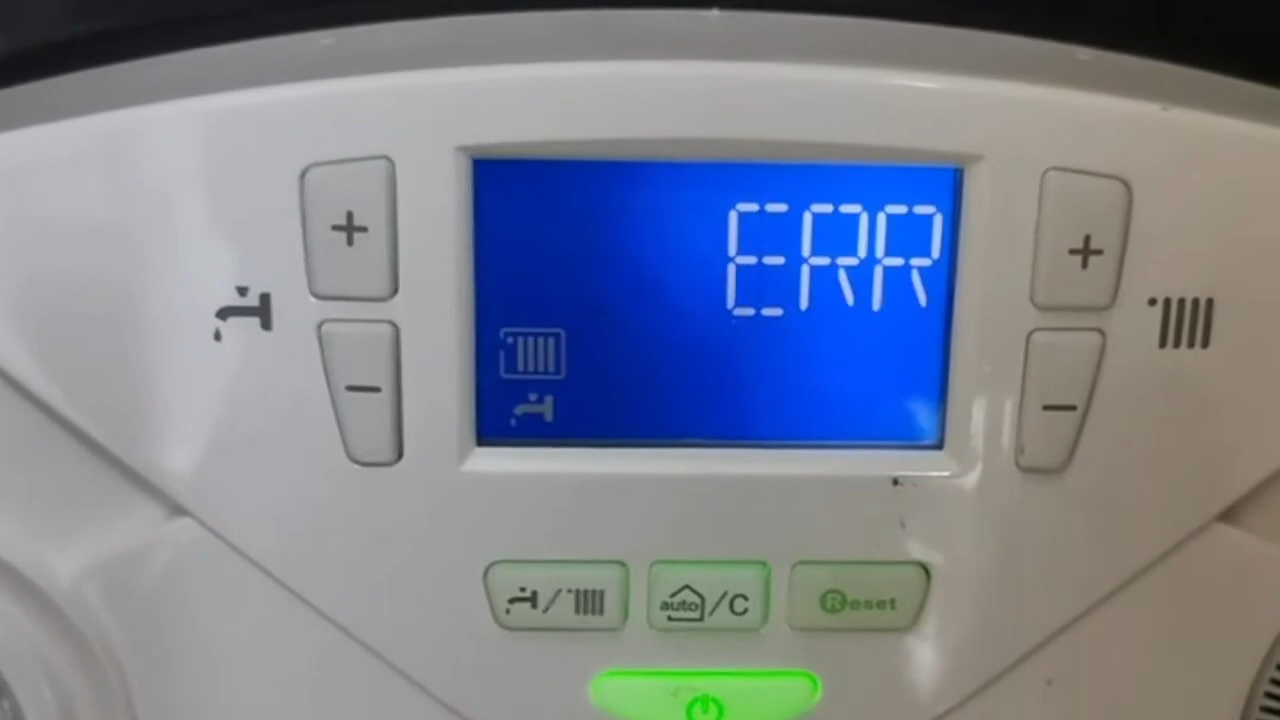 ERR
+
+
-
-
/
auto/C
Reset